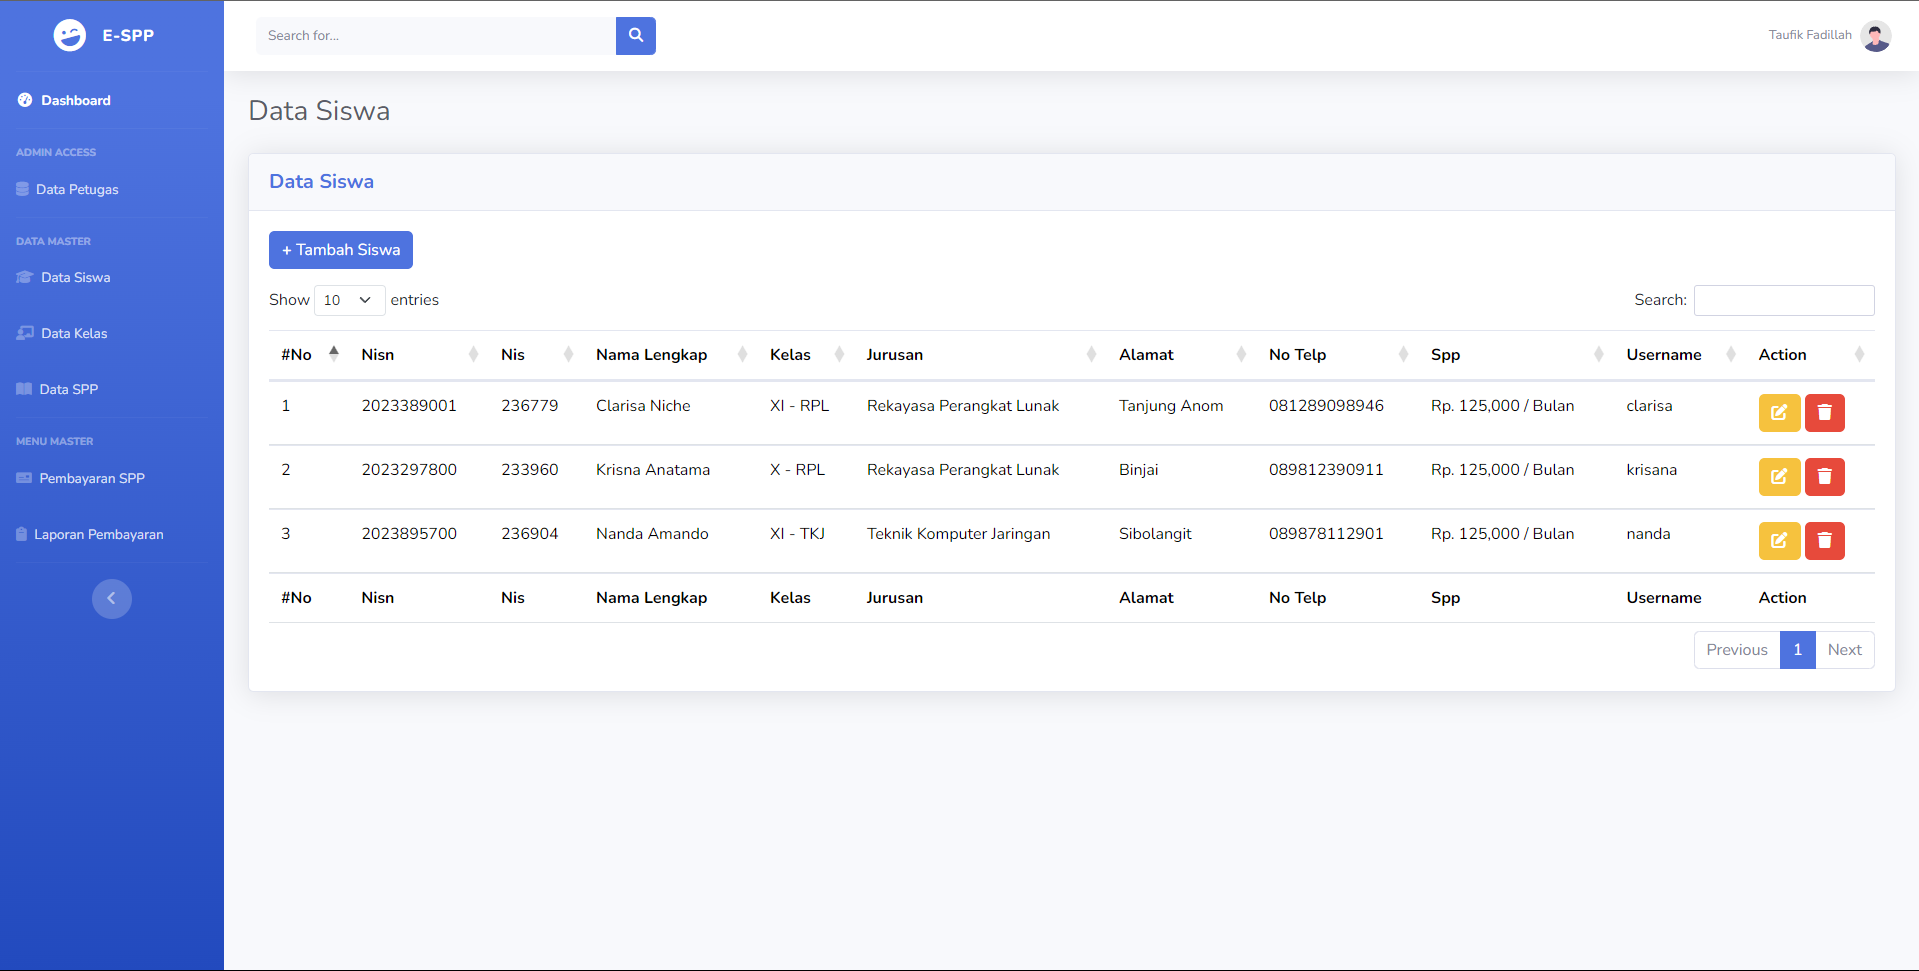 E-SPP
Search for...
Taufik Fadillah
Dashboard
ADMIN ACCESS
Data Petugas
DATA MASTER
Data Siswa
Data Kelas
Data SPP
MENU MASTER
Pembayaran SPP
Laporan Pembayaran
Data Siswa
Data Siswa
+ Tambah Siswa
Show 10 entries
Search:
#No Nisn Nis Nama Lengkap Kelas Jurusan Alamat No Telp Spp Username Action
1 2023389001 236779 Clarisa Niche XI - RPL Rekayasa Perangkat Lunak Tanjung Anom 081289098946 Rp. 125,000 / Bulan clarisa
2 2023297800 233960 Krisna Anatama X - RPL Rekayasa Perangkat Lunak Binjai 089812390911 Rp. 125,000 / Bulan krisana
3 2023895700 236904 Nanda Amando XI - TKJ Teknik Komputer Jaringan Sibolangit 089878112901 Rp. 125,000 / Bulan nanda
#No Nisn Nis Nama Lengkap Kelas Jurusan Alamat No Telp Spp Username Action
Previous 1 Next